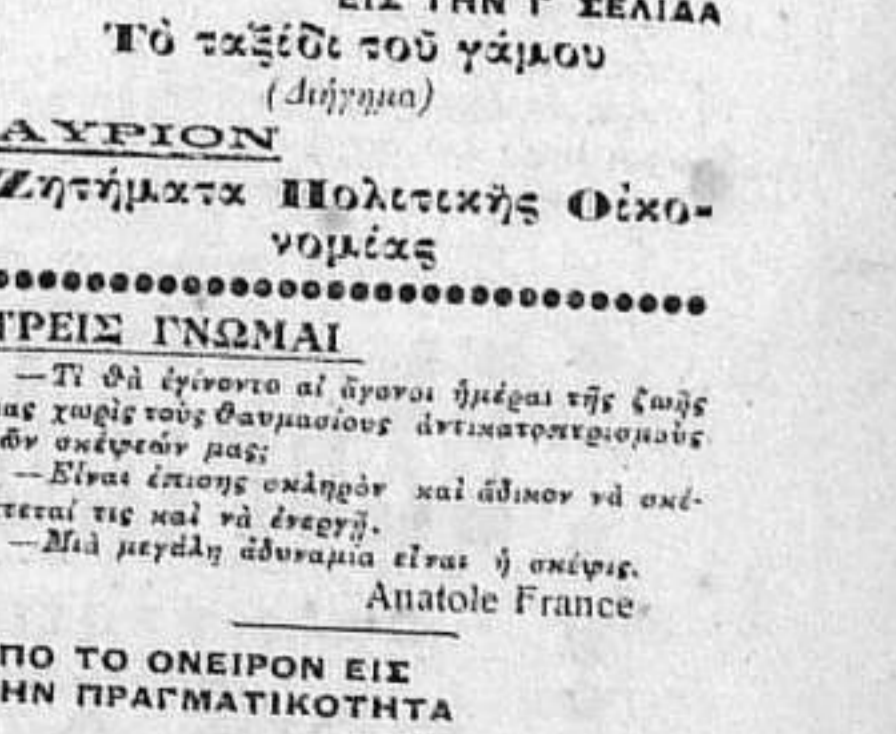 ΕΙΣ ΤΗΝ Γ΄ ΣΕΛΙΔΑ
Τὸ ταξίδι τοῦ γάμου
(Διήγημα)
ΑΥΡΙΟΝ
Ζητήματα Πολιτικῆς Οἰκο-
νομίας
ΤΡΕΙΣ ΓΝΩΜΑΙ
—Τί θὰ ἐγίνοντο αἱ ἄγονοι ἡμέραι τῆς ζωῆς
μας χωρὶς τοὺς θαυμασίους ἀντικατοπτρισμοὺς
τῶν σκέψεών μας;
—Εἶναι ἐπίσης σκληρὸν καὶ ἄδικον νὰ σκέ-
πτεταί τις καὶ νὰ ἐνεργῇ.
—Μιὰ μεγάλη ἀδυναμία εἶναι ἡ σκέψις.
Anatole France
ΠΟ ΤΟ ΟΝΕΙΡΟΝ ΕΙΣ
ΗΝ ΠΡΑΓΜΑΤΙΚΟΤΗΤΑ